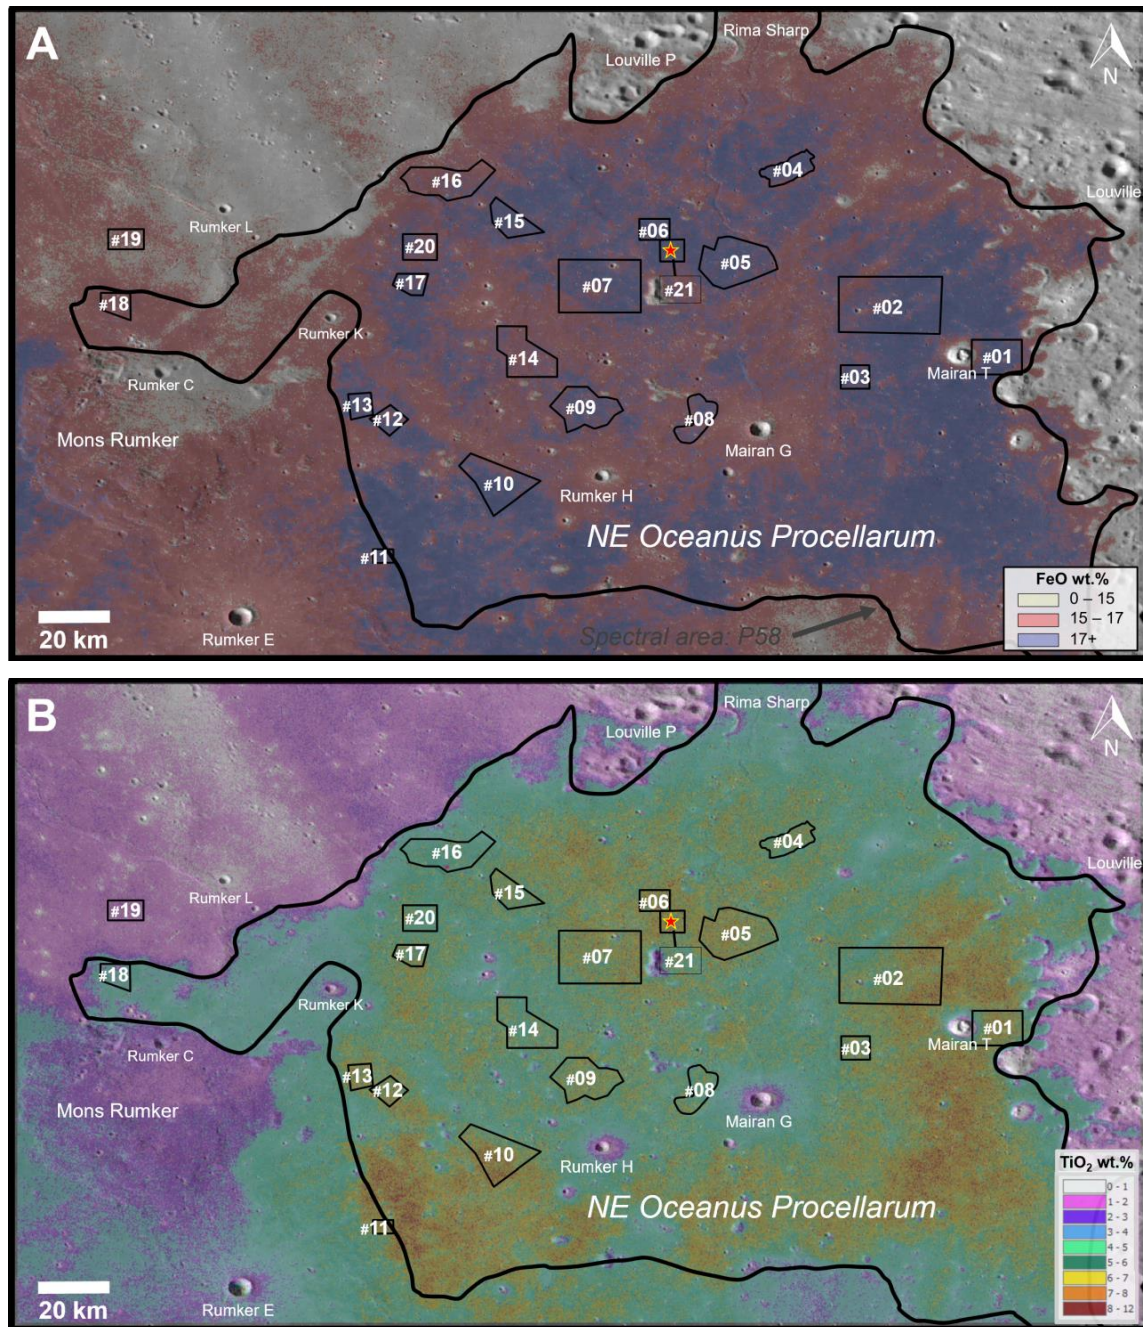 A
Rima Sharp
Louville P
N
#04
#16
Louville
#15
Rumker L
#06
#19
#20
#05
#17
#07
#21
#18
#02
Rumker K
#14
#01
Rumker C
Mairan T
#03
#13
#09
#12
#08
Mons Rumker
Mairan G
#10
Rumker H
NE Oceanus Procellarum
#11
FeO wt.%
0 – 15
15 – 17
17+
20 km
Rumker E
Spectral area: P58
B
Rima Sharp
Louville P
N
#04
#16
Louville
#15
Rumker L
#06
#19
#20
#05
#17
#07
#21
#18
#02
Rumker K
#14
#01
Rumker C
Mairan T
#03
#13
#09
#12
#08
Mons Rumker
Mairan G
#10
Rumker H
NE Oceanus Procellarum
#11
TiO2 wt.%
0 - 1
1 - 2
2 - 3
3 - 4
4 - 5
5 - 6
6 - 7
7 - 8
8 - 12
20 km
Rumker E